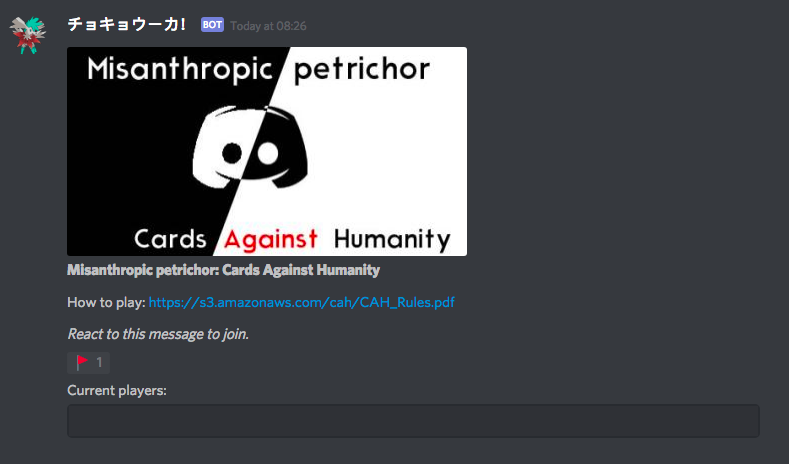 チョキョウーカ! BOT Today at 08:26
Misanthropic petrichor
Cards Against Humanity
Misanthropic petrichor: Cards Against Humanity
How to play: https://s3.amazonaws.com/cah/CAH_Rules.pdf
React to this message to join.
1
Current players: